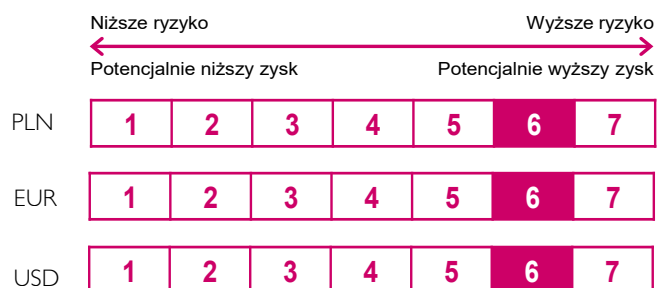 Niższe ryzyko Wyższe ryzyko
Potencjalnie niższy zysk Potencjalnie wyższy zysk
PLN 1 2 3 4 5 6 7
EUR 1 2 3 4 5 6 7
USD 1 2 3 4 5 6 7